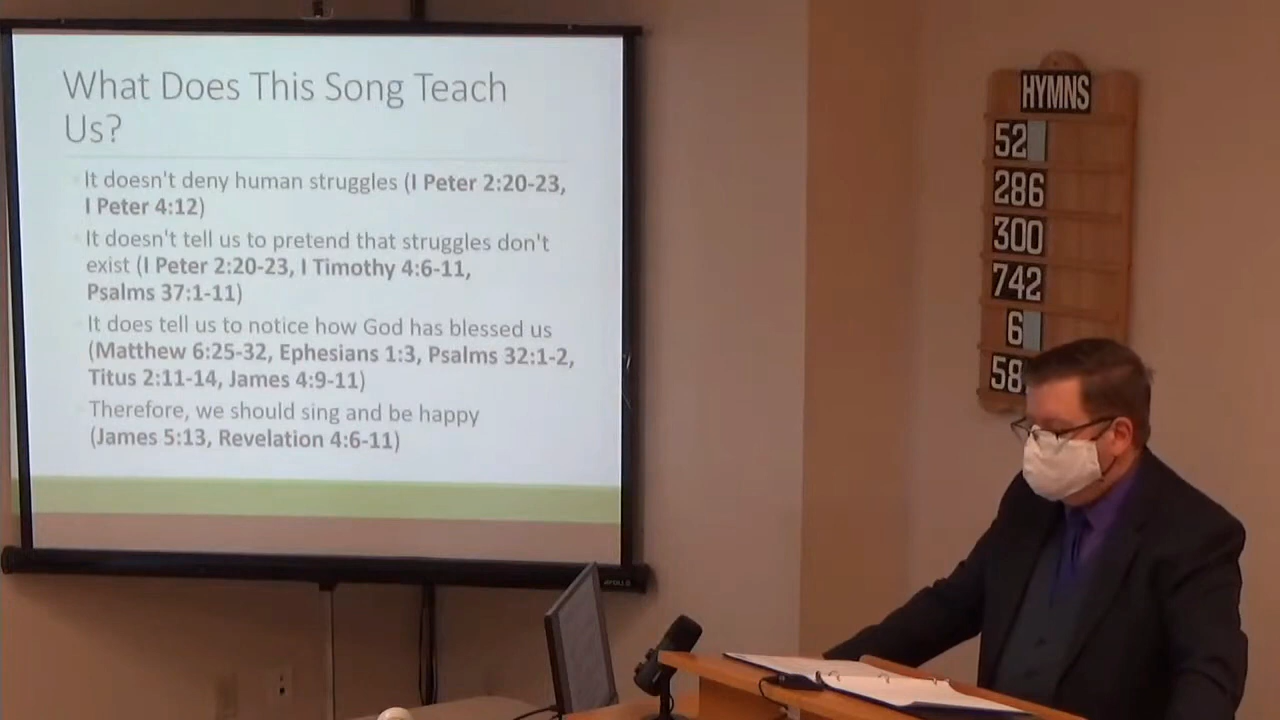 What Does This Song Teach
Us?
It doesn't deny human struggles (I Peter 2:20-23,
I Peter 4:12)
It doesn't tell us to pretend that struggles don't
exist (I Peter 2:20-23, I Timothy 4:6-11,
Psalms 37:1-11)
It does tell us to notice how God has blessed us
(Matthew 6:25-32, Ephesians 1:3, Psalms 32:1-2,
Titus 2:11-14, James 4:9-11)
Therefore, we should sing and be happy
(James 5:13, Revelation 4:6-11)
APOLLO
HYMNS
52
286
300
742
6
58